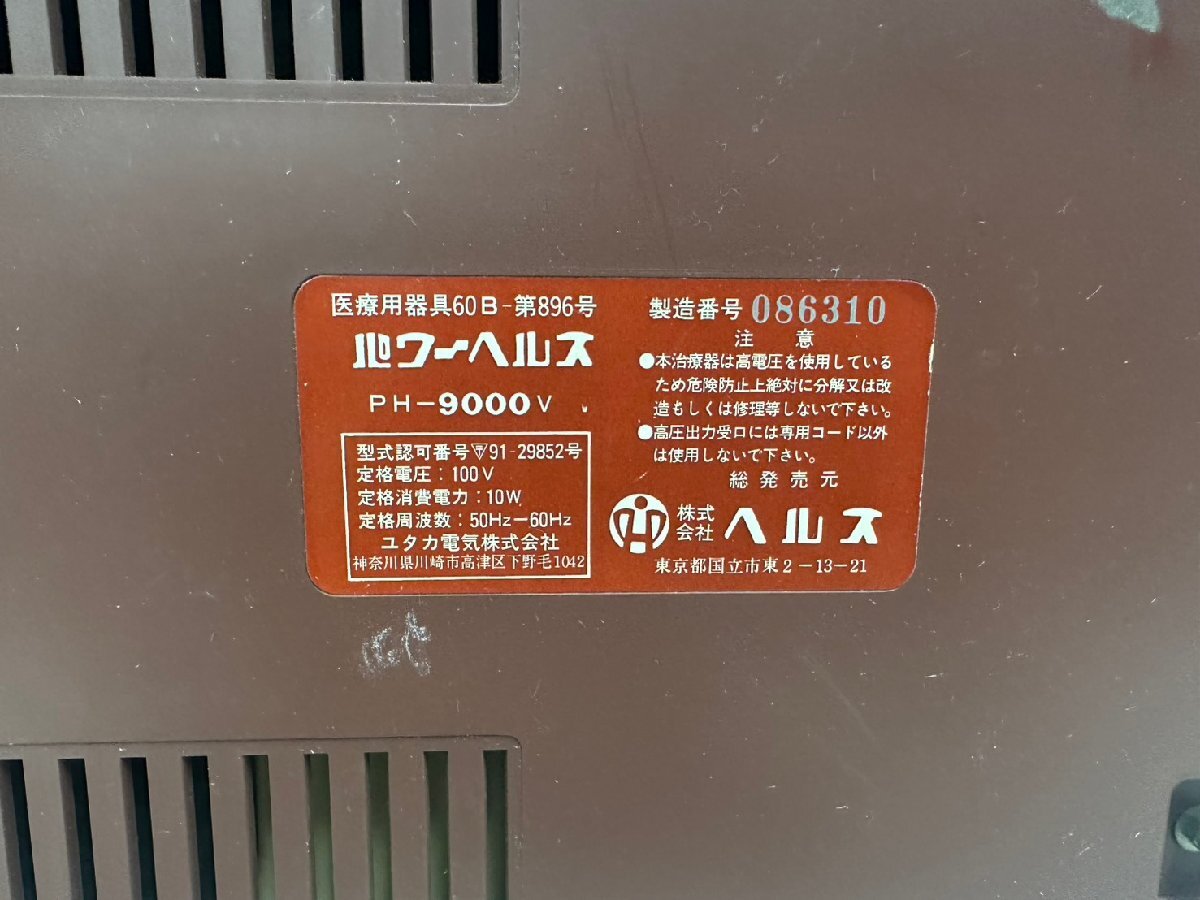 医療用器具60B-第896号
パワーヘルス
PH-9000V
型式認可番号 91-29852号
定格電圧：100V
定格消費電力：10W
定格周波数：50Hz-60Hz
ユタカ電気株式会社
神奈川県川崎市高津区下野毛1042
製造番号 086310
注意
●本治療器は高電圧を使用している
ため危険防止上絶対に分解又は改
造もしくは修理等しないで下さい。
●高圧出力受口には専用コード以外
は使用しないで下さい。
総発売元
株式会社 ヘルス
東京都国立市東2-13-21